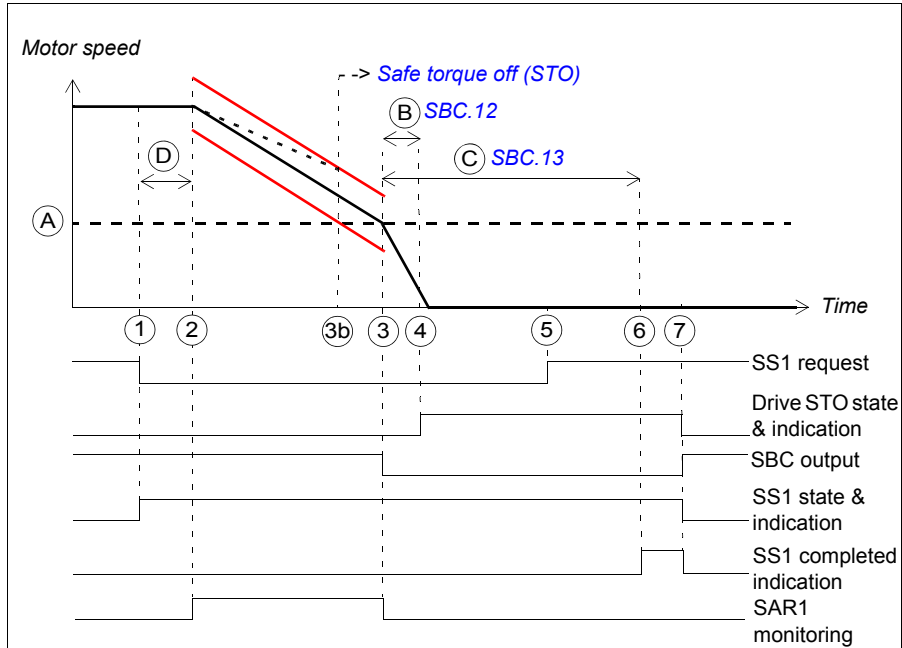 Motor speed
Safe torque off (STO)
B SBC.12
D
C SBC.13
A
Time
1 2 3b 3 4 5 6 7
SS1 request
Drive STO state
& indication
SBC output
SS1 state &
indication
SS1 completed
indication
SAR1
monitoring